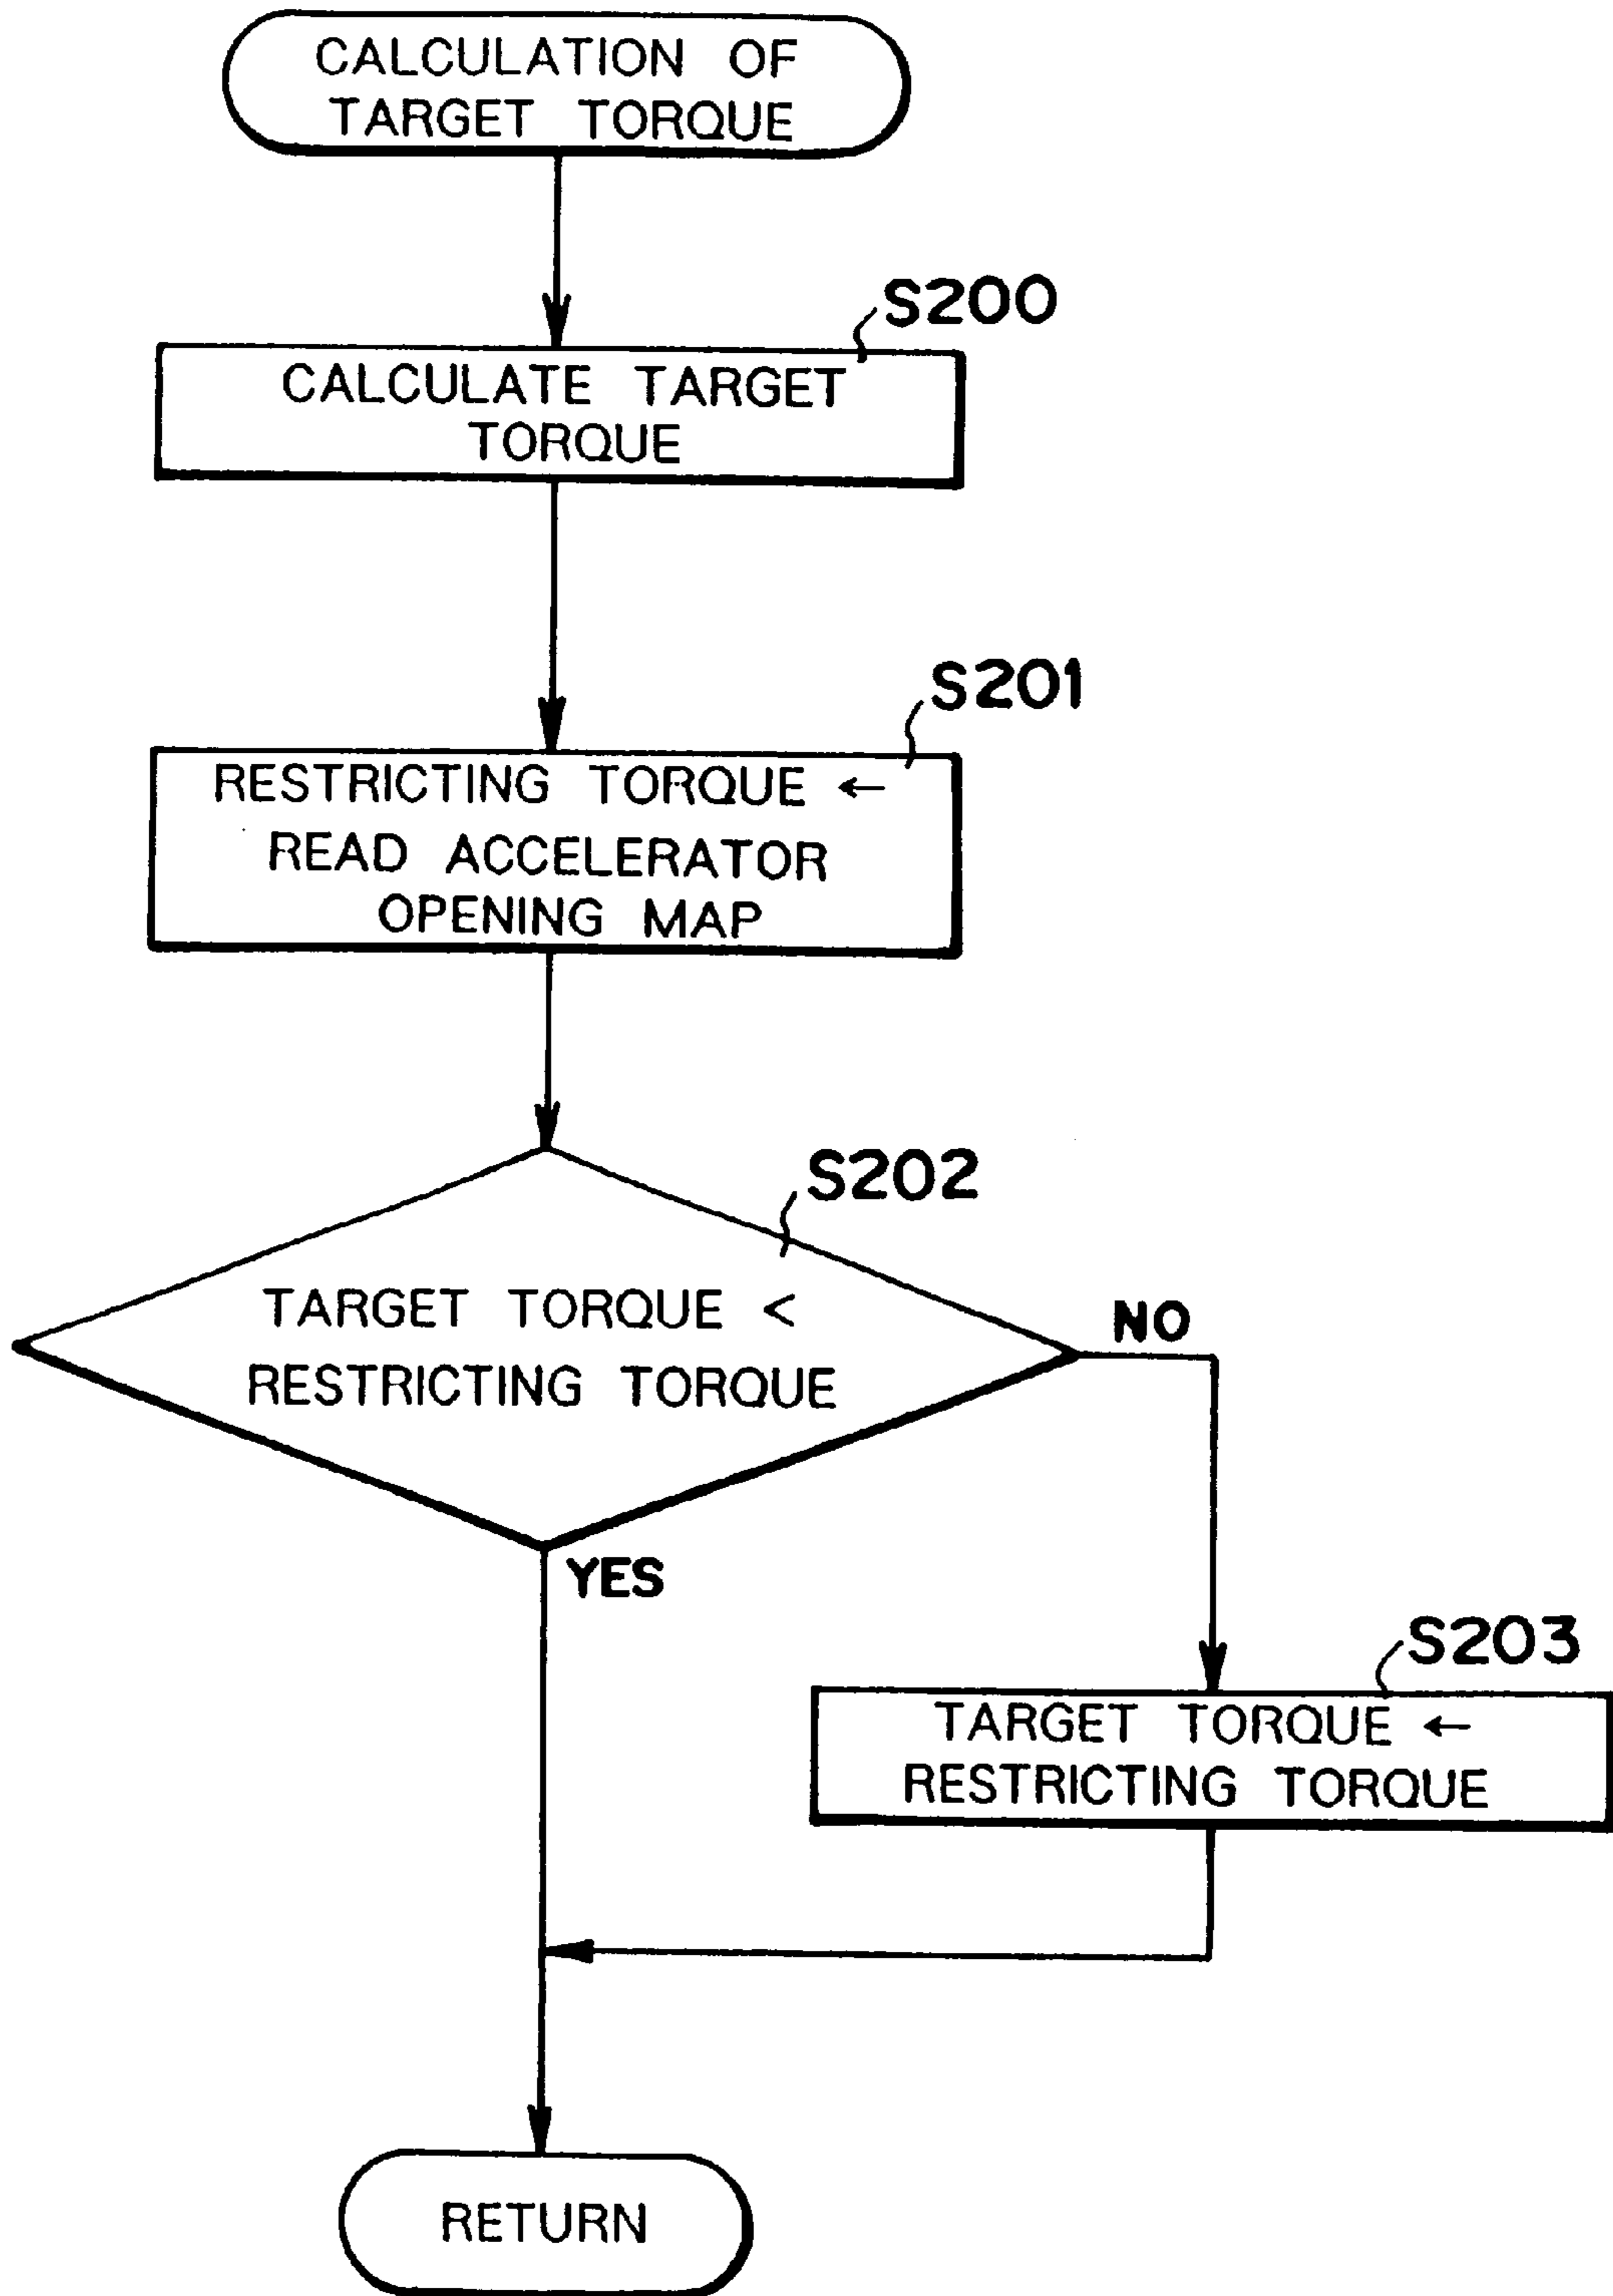 CALCULATION OF
TARGET TORQUE
S200
CALCULATE TARGET
TORQUE
S201
RESTRICTING TORQUE ←
READ ACCELERATOR
OPENING MAP
S202
TARGET TORQUE <
RESTRICTING TORQUE
NO
YES
S203
TARGET TORQUE ←
RESTRICTING TORQUE
RETURN